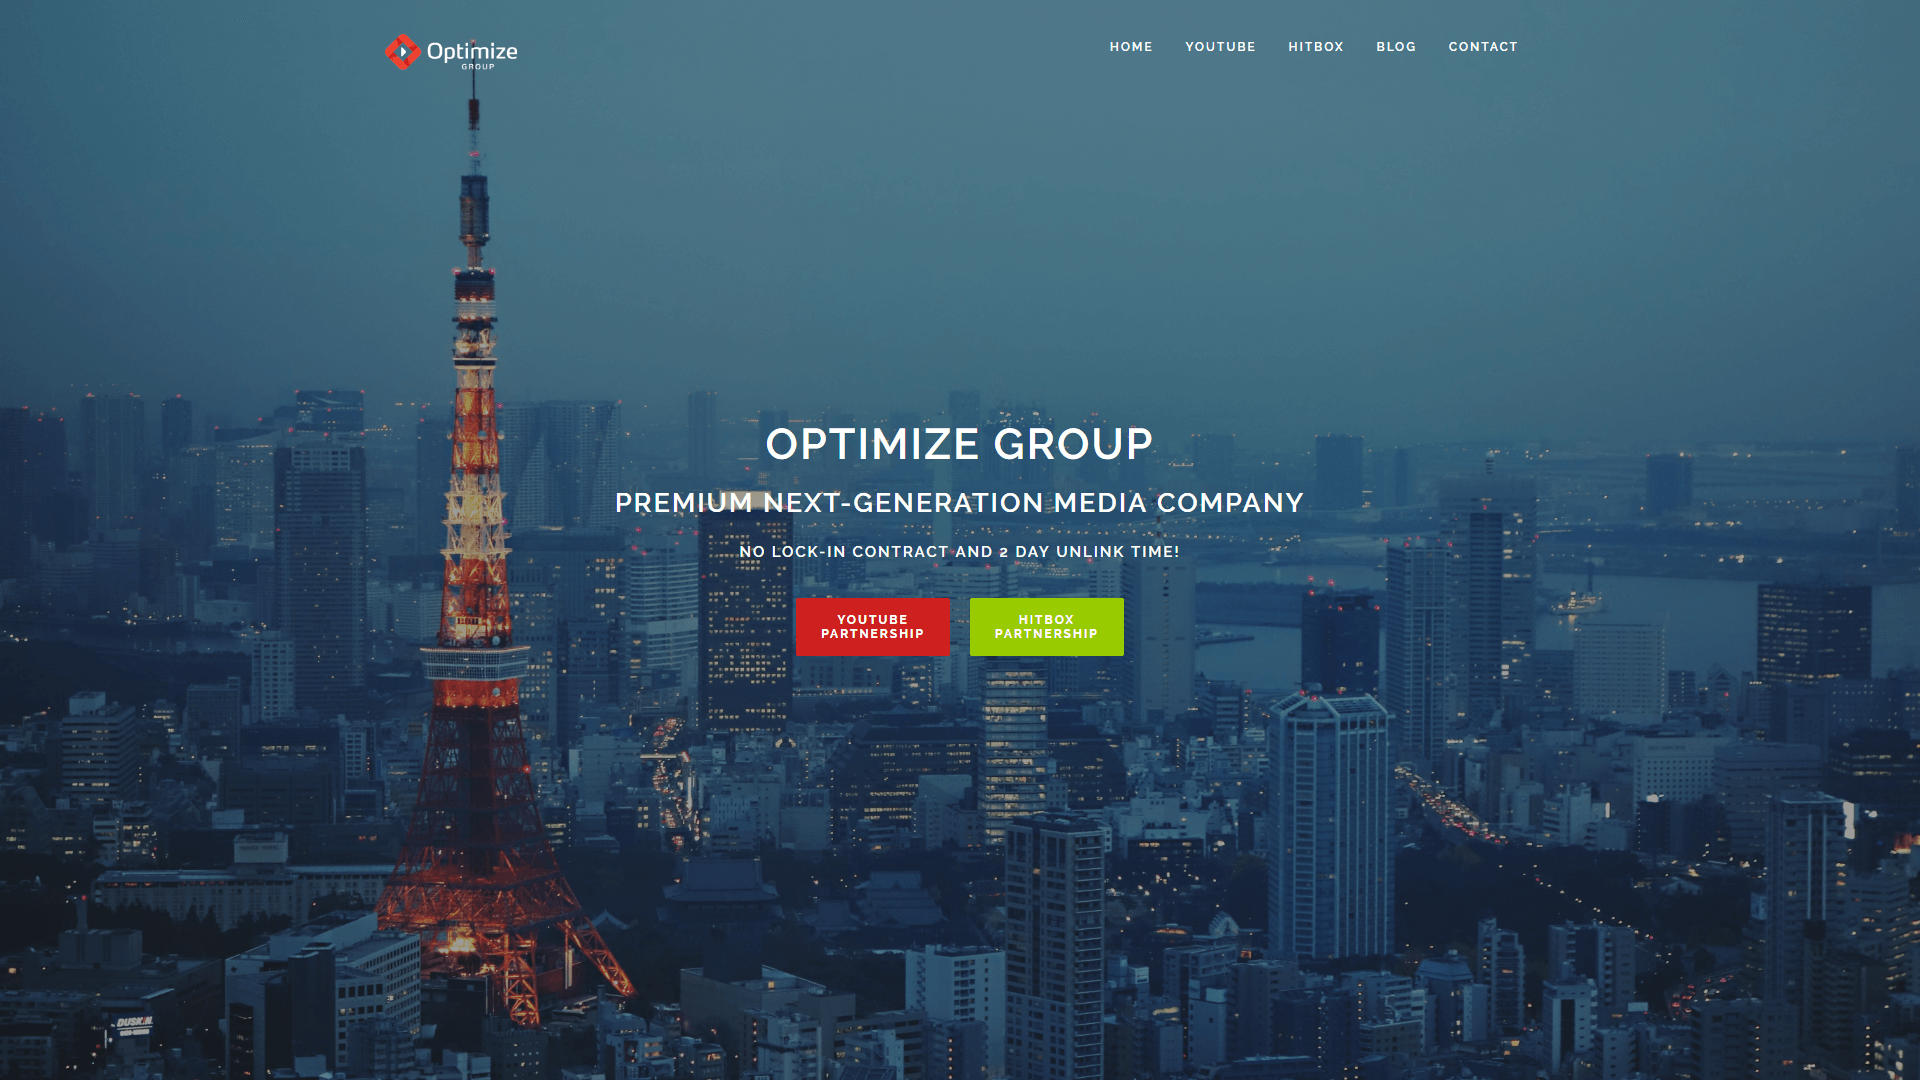 Optimize
GROUP
HOME YOUTUBE HITBOX BLOG CONTACT
OPTIMIZE GROUP
PREMIUM NEXT-GENERATION MEDIA COMPANY
NO LOCK-IN CONTRACT AND 2 DAY UNLINK TIME!
YOUTUBE
PARTNERSHIP
HITBOX
PARTNERSHIP
DUSKIN